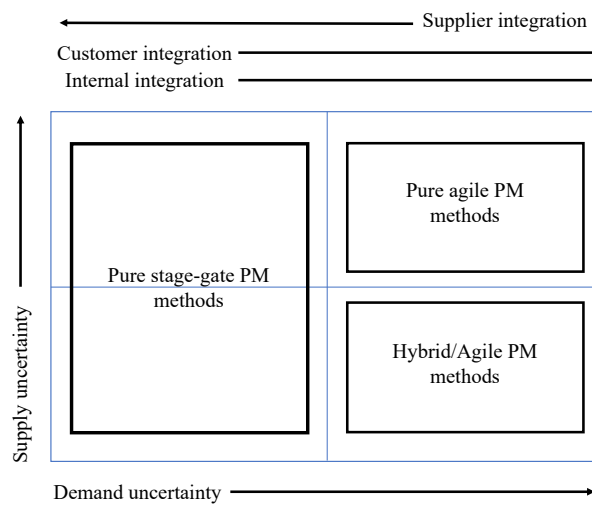 Supplier integration
Customer integration
Internal integration
Pure agile PM
methods
Pure stage-gate PM
methods
Hybrid/Agile PM
methods
Supply uncertainty
Demand uncertainty